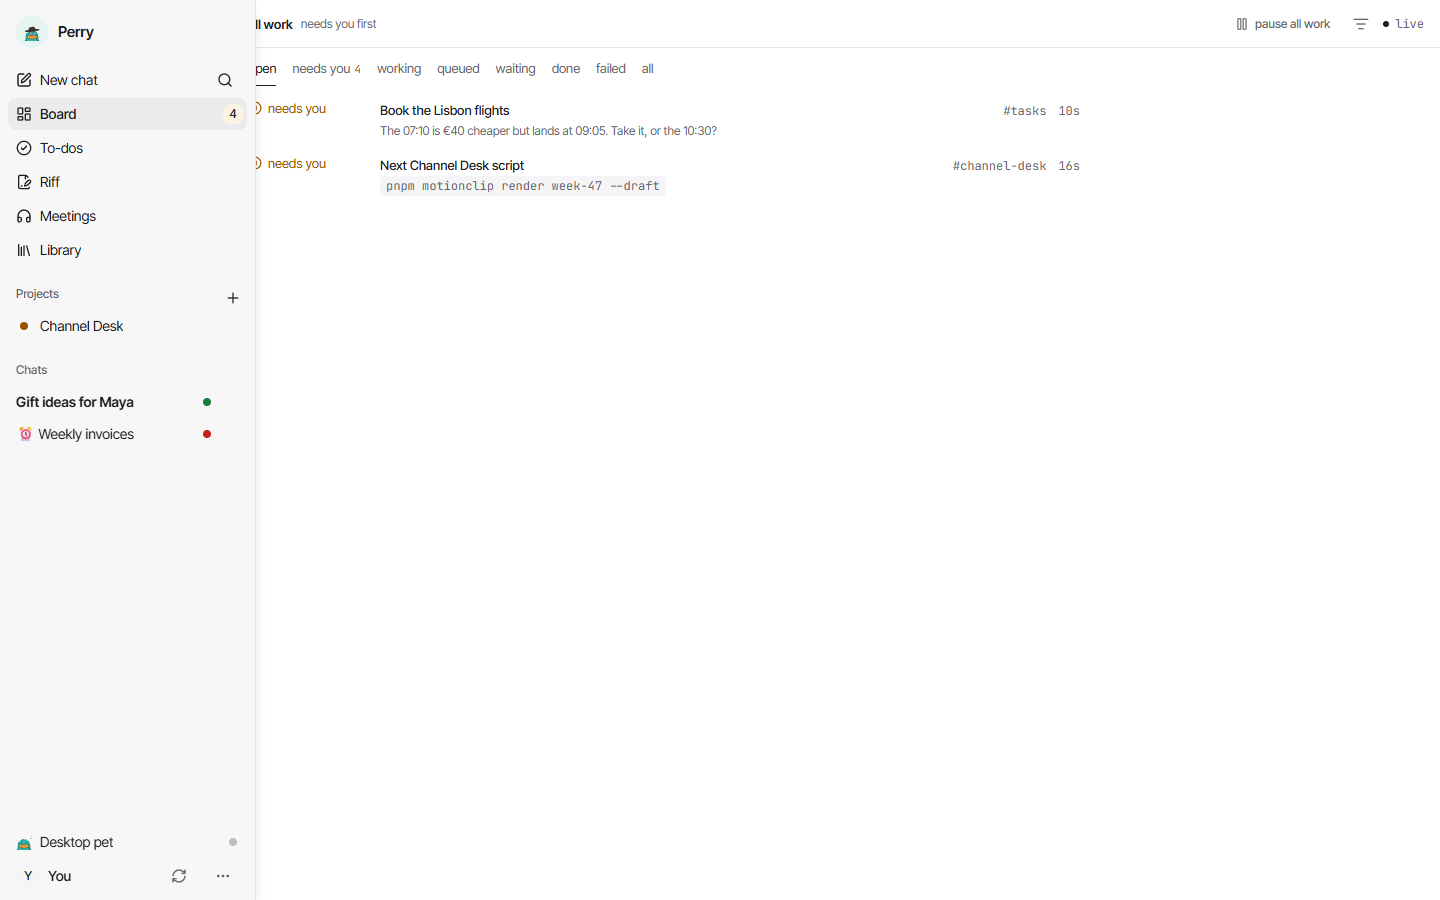 Perry
New chat
Board 4
To-dos
Riff
Meetings
Library
Projects
Channel Desk
Chats
Gift ideas for Maya
Weekly invoices
Desktop pet
Y You
ll work needs you first
pause all work
live
pen needs you 4 working queued waiting done failed all
needs you Book the Lisbon flights #tasks 10s
The 07:10 is €40 cheaper but lands at 09:05. Take it, or the 10:30?
needs you Next Channel Desk script #channel-desk 16s
pnpm motionclip render week-47 --draft